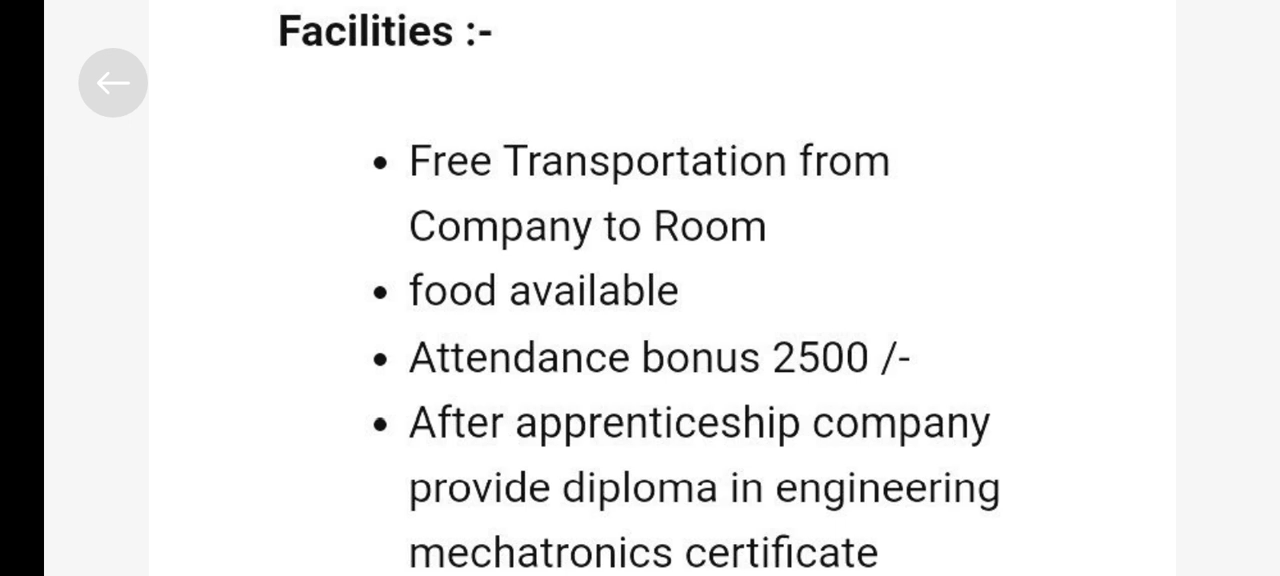 Facilities :-
• Free Transportation from
Company to Room
• food available
• Attendance bonus 2500 /-
• After apprenticeship company
provide diploma in engineering
mechatronics certificate